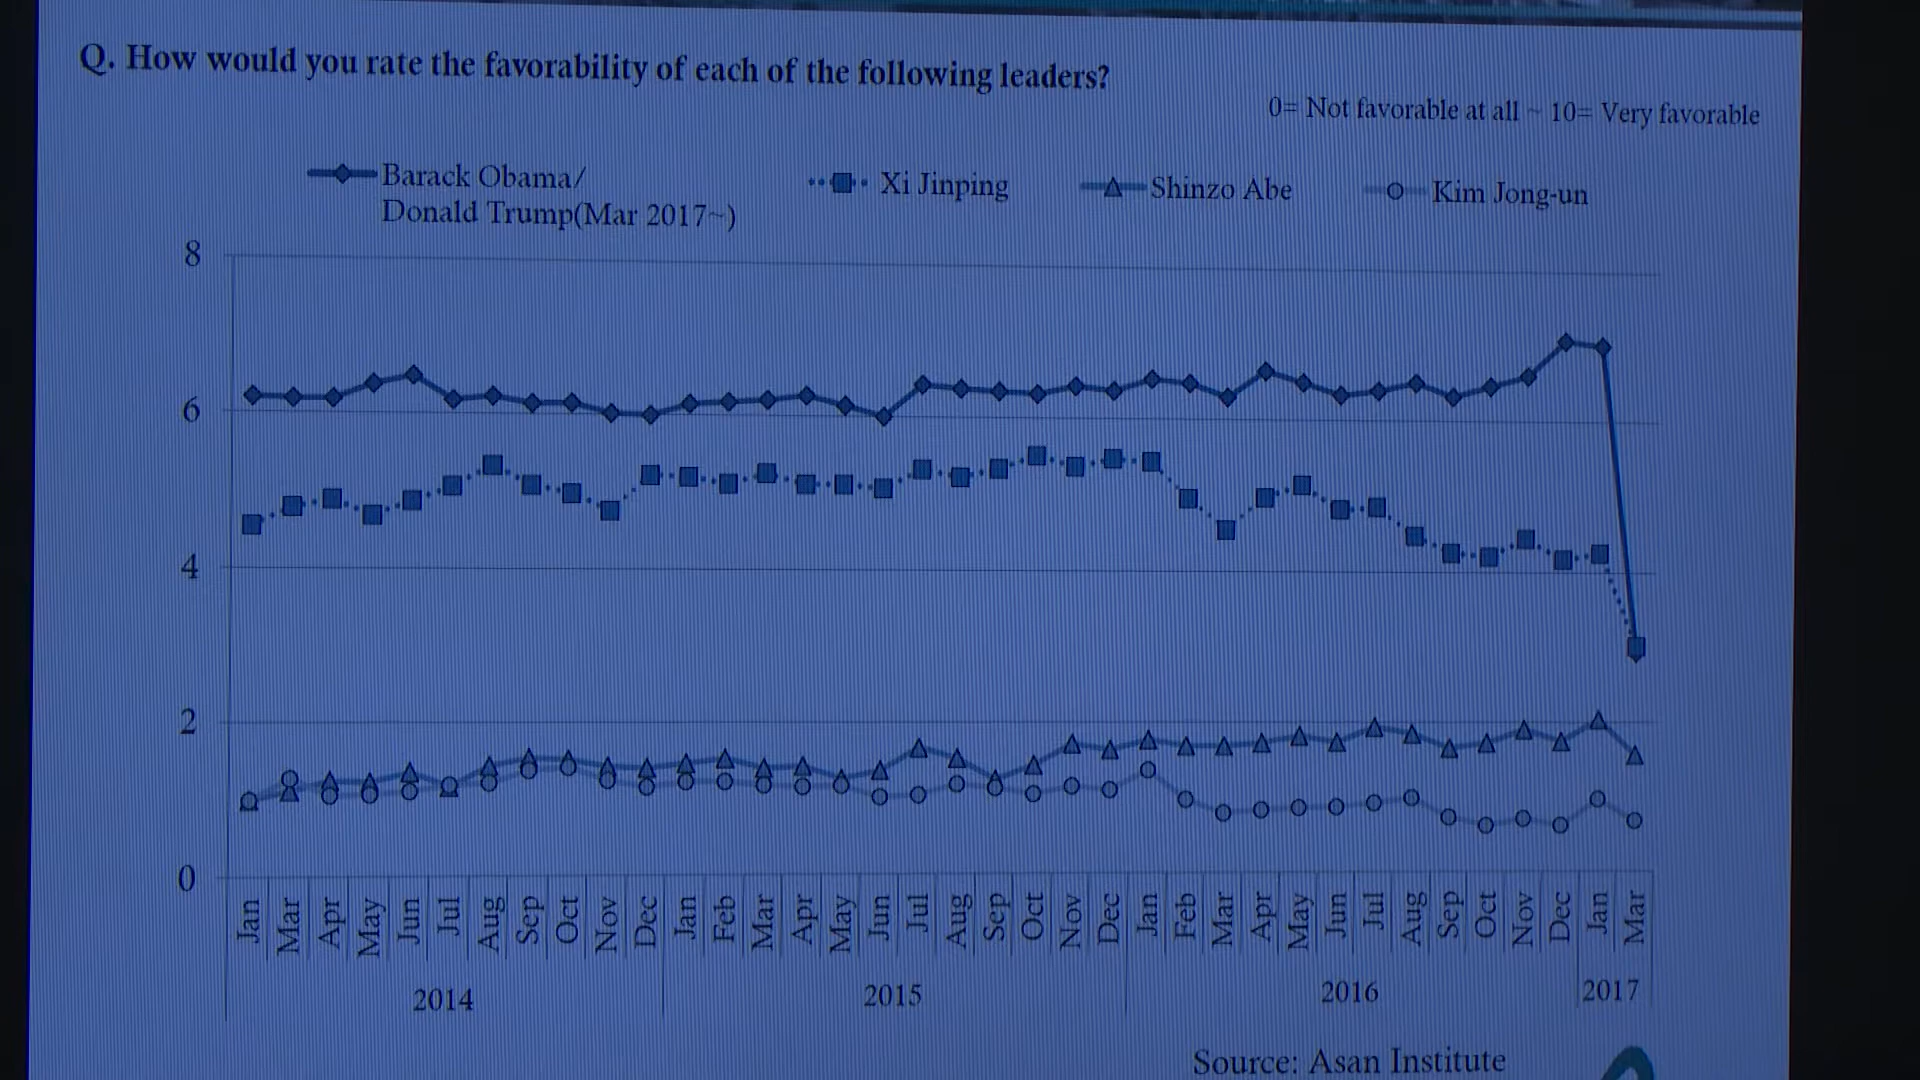 Q. How would you rate the favorability of each of the following leaders?
0= Not favorable at all ~ 10= Very favorable
Barack Obama/
Donald Trump(Mar 2017~)
Xi Jinping
Shinzo Abe
Kim Jong-un
8
6
4
2
0
Jan Mar Apr May Jun Jul Aug Sep Oct Nov Dec Jan Feb Mar Apr May Jun Jul Aug Sep Oct Nov Dec Jan Feb Mar Apr May Jun Jul Aug Sep Oct Nov Dec Jan Mar
2014 2015 2016 2017
Source: Asan Institute